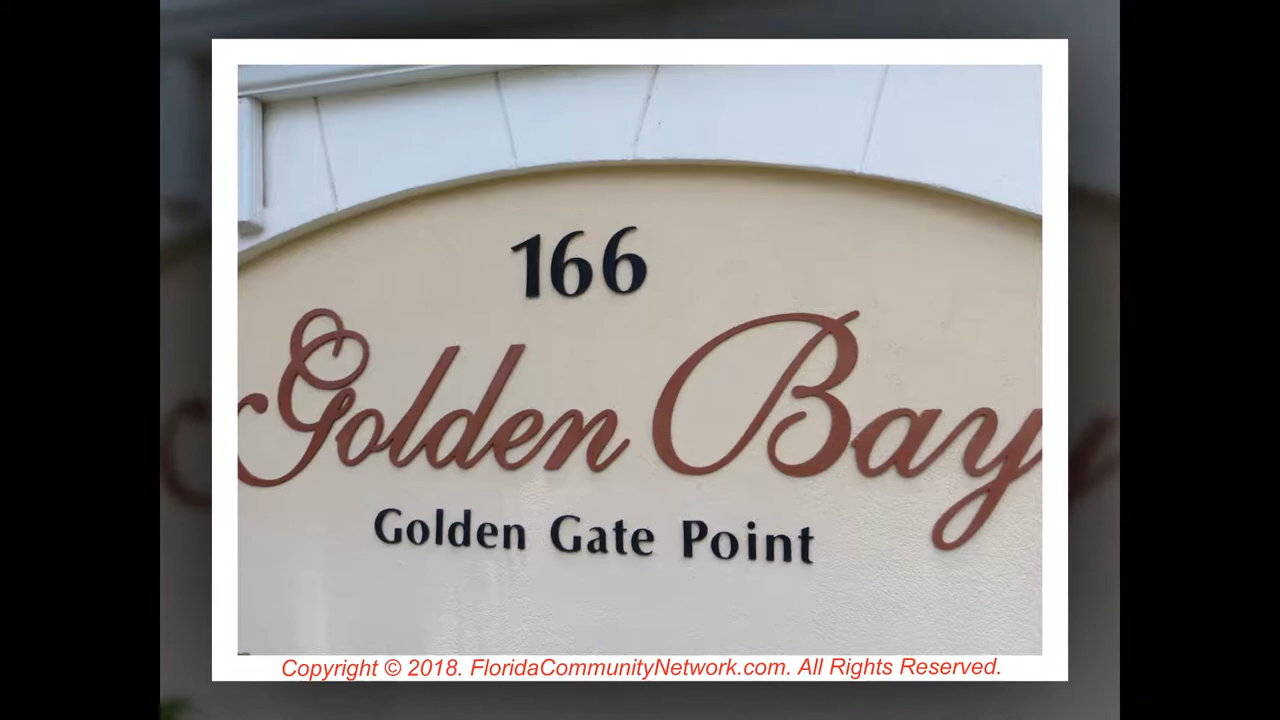 166
Golden Bay
Golden Gate Point
Copyright © 2018. FloridaCommunityNetwork.com. All Rights Reserved.